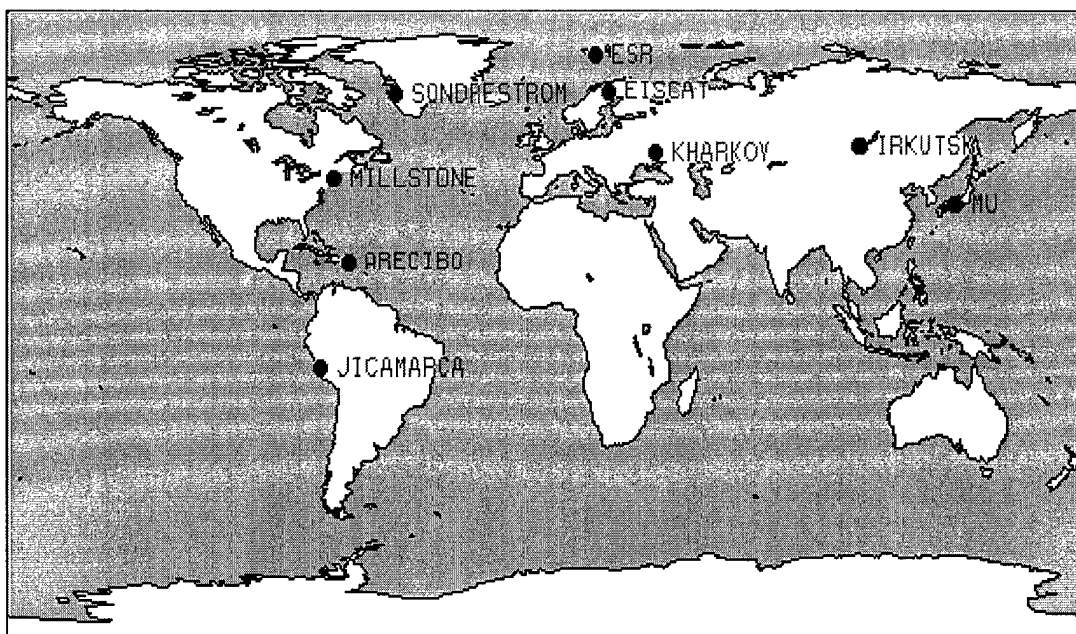 ESR
SONDRESTROM
EISCAT
KHARKOV
IRKUTSK
MILLSTONE
MU
ARECIBO
JICAMARCA